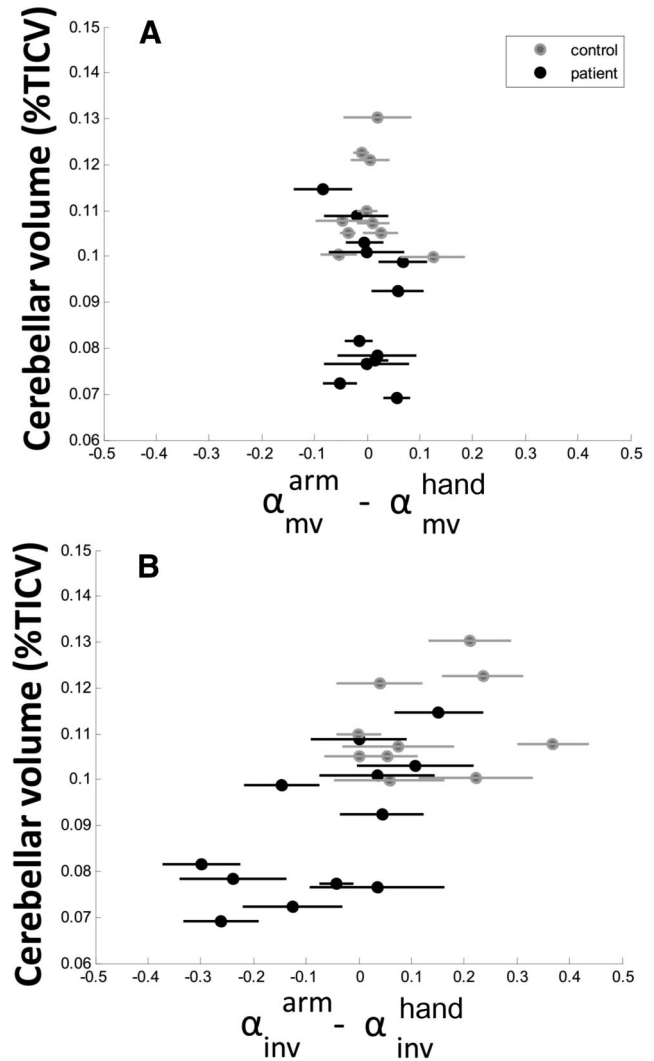 A
control
patient
Cerebellar volume (%TICV)
0.15
0.14
0.13
0.12
0.11
0.1
0.09
0.08
0.07
0.06
-0.5 -0.4 -0.3 -0.2 -0.1 0 0.1 0.2 0.3 0.4 0.5
α_mv^arm - α_mv^hand
B
Cerebellar volume (%TICV)
0.15
0.14
0.13
0.12
0.11
0.1
0.09
0.08
0.07
0.06
-0.5 -0.4 -0.3 -0.2 -0.1 0 0.1 0.2 0.3 0.4 0.5
α_inv^arm - α_inv^hand